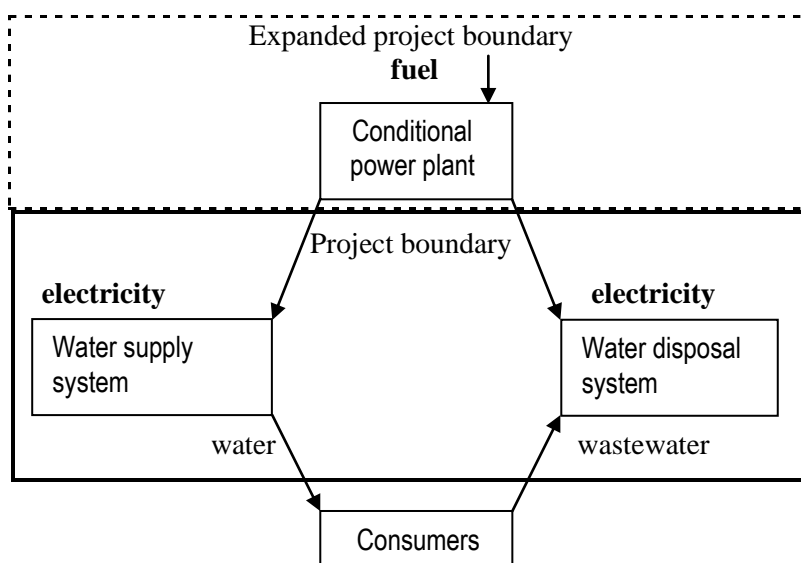 Expanded project boundary
fuel
Conditional
power plant
Project boundary
electricity
electricity
Water supply
system
Water disposal
system
water
wastewater
Consumers